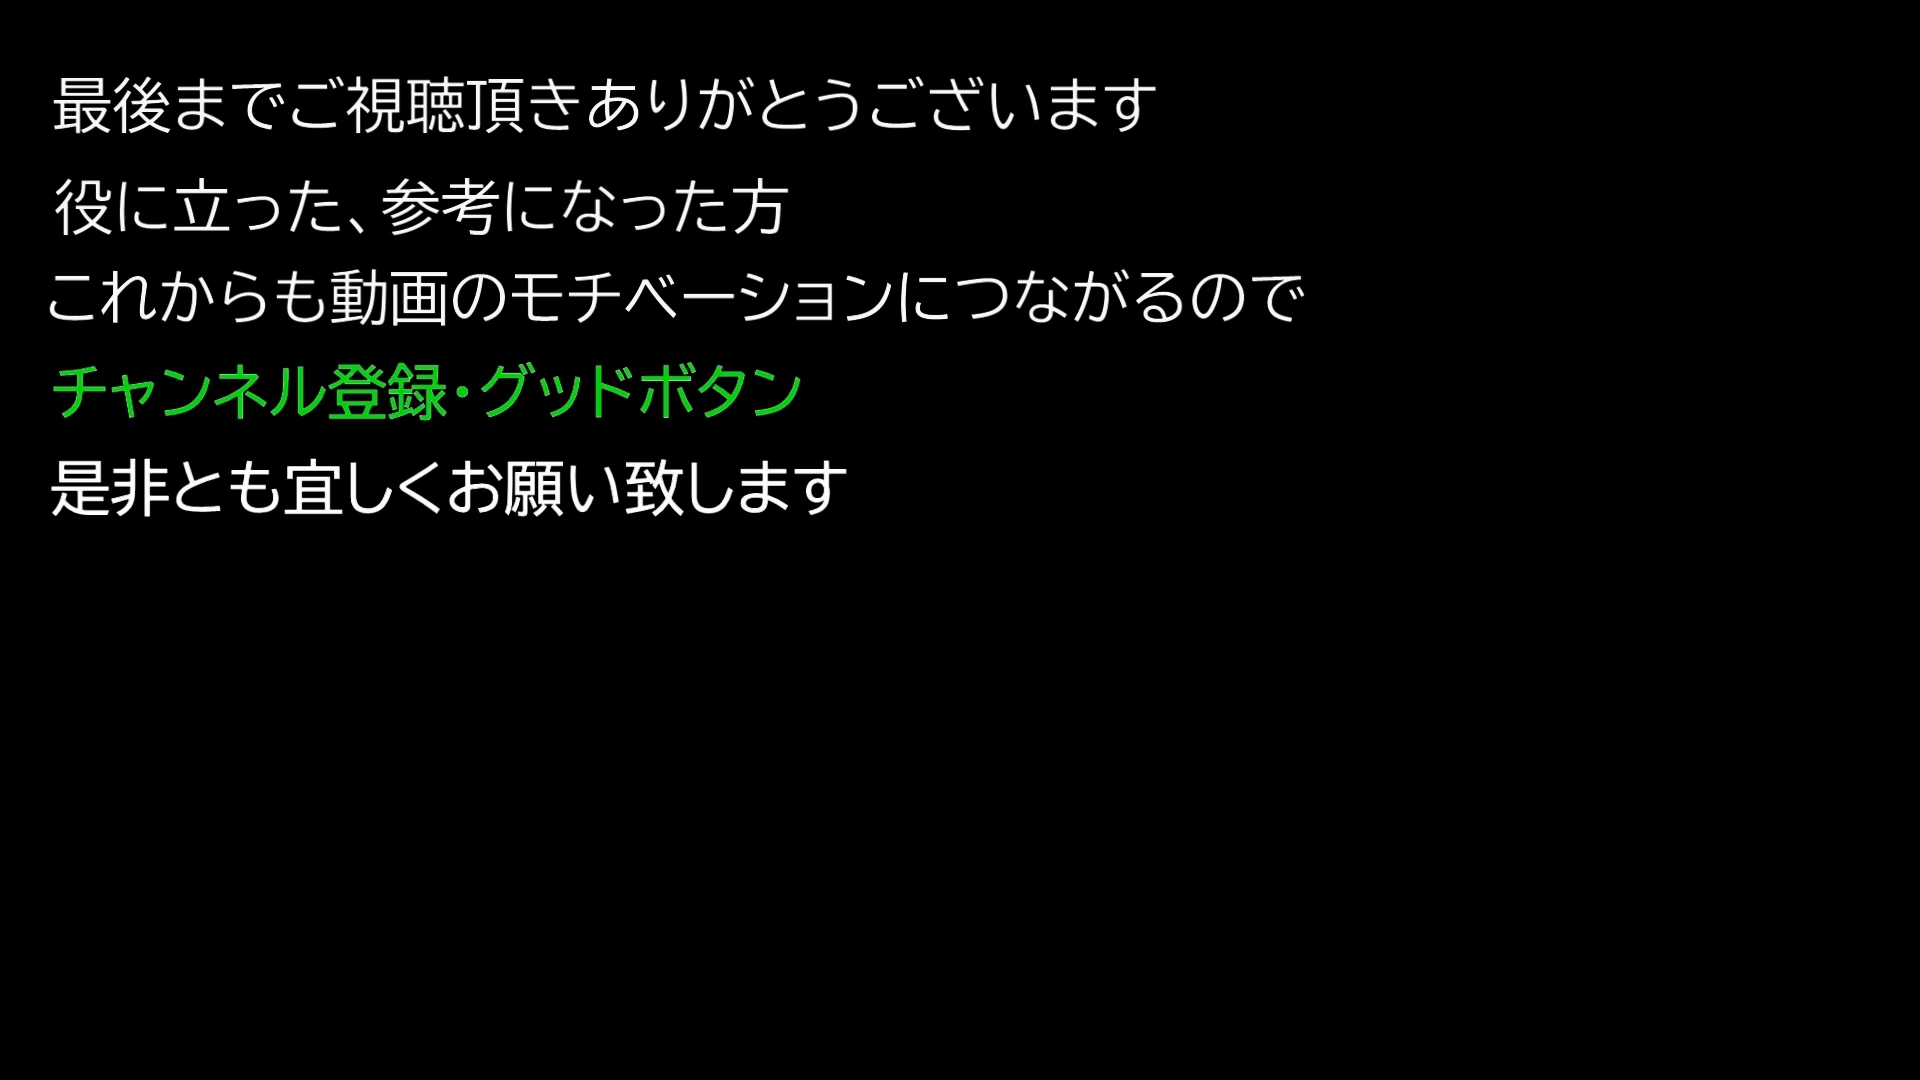 最後までご視聴頂きありがとうございます
役に立った、参考になった方
これからも動画のモチベーションにつながるので
チャンネル登録・グッドボタン
是非とも宜しくお願い致します